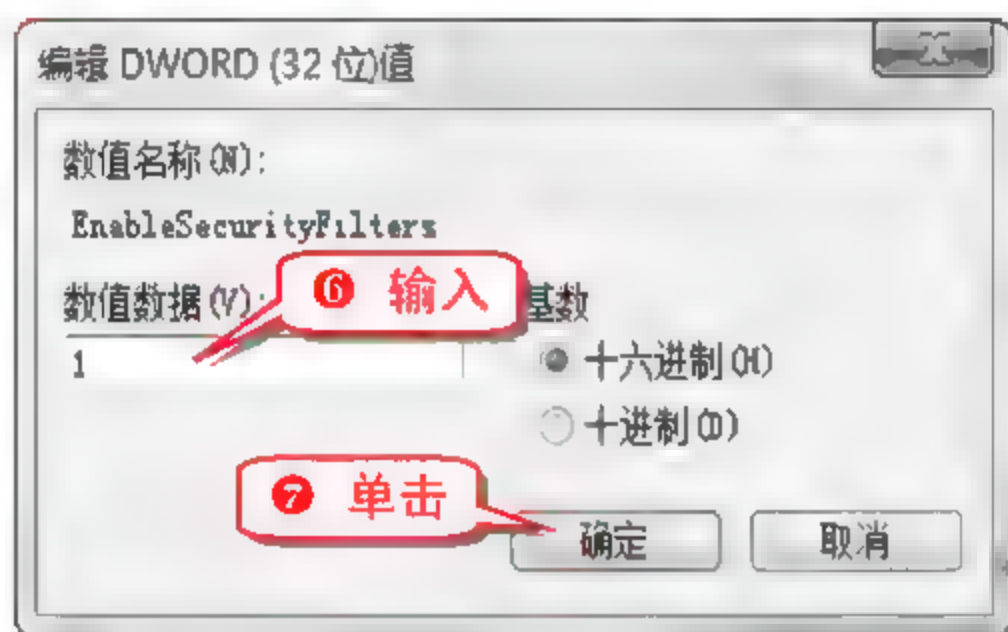 编辑 DWORD (32 位)值
数值名称(N):
EnableSecurityFilters
数值数据(V):
❻ 输入
基数
1
十六进制(H)
十进制(D)
❼ 单击
确定
取消